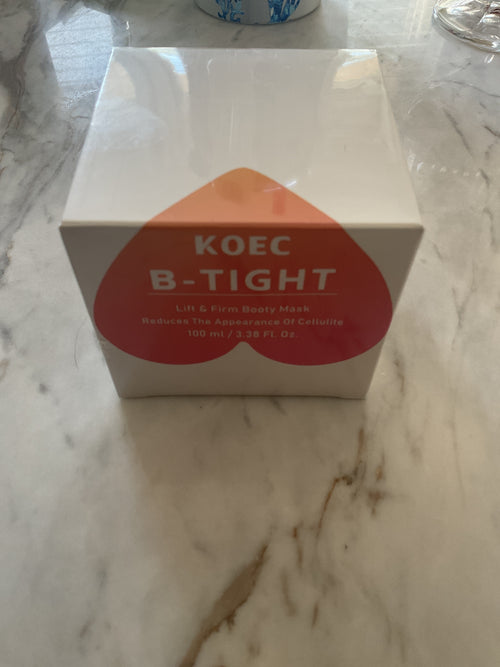 KOEC
B-TIGHT
Lift & Firm Booty Mask
Reduces The Appearance Of Cellulite
100 ml / 3.38 Fl. Oz.